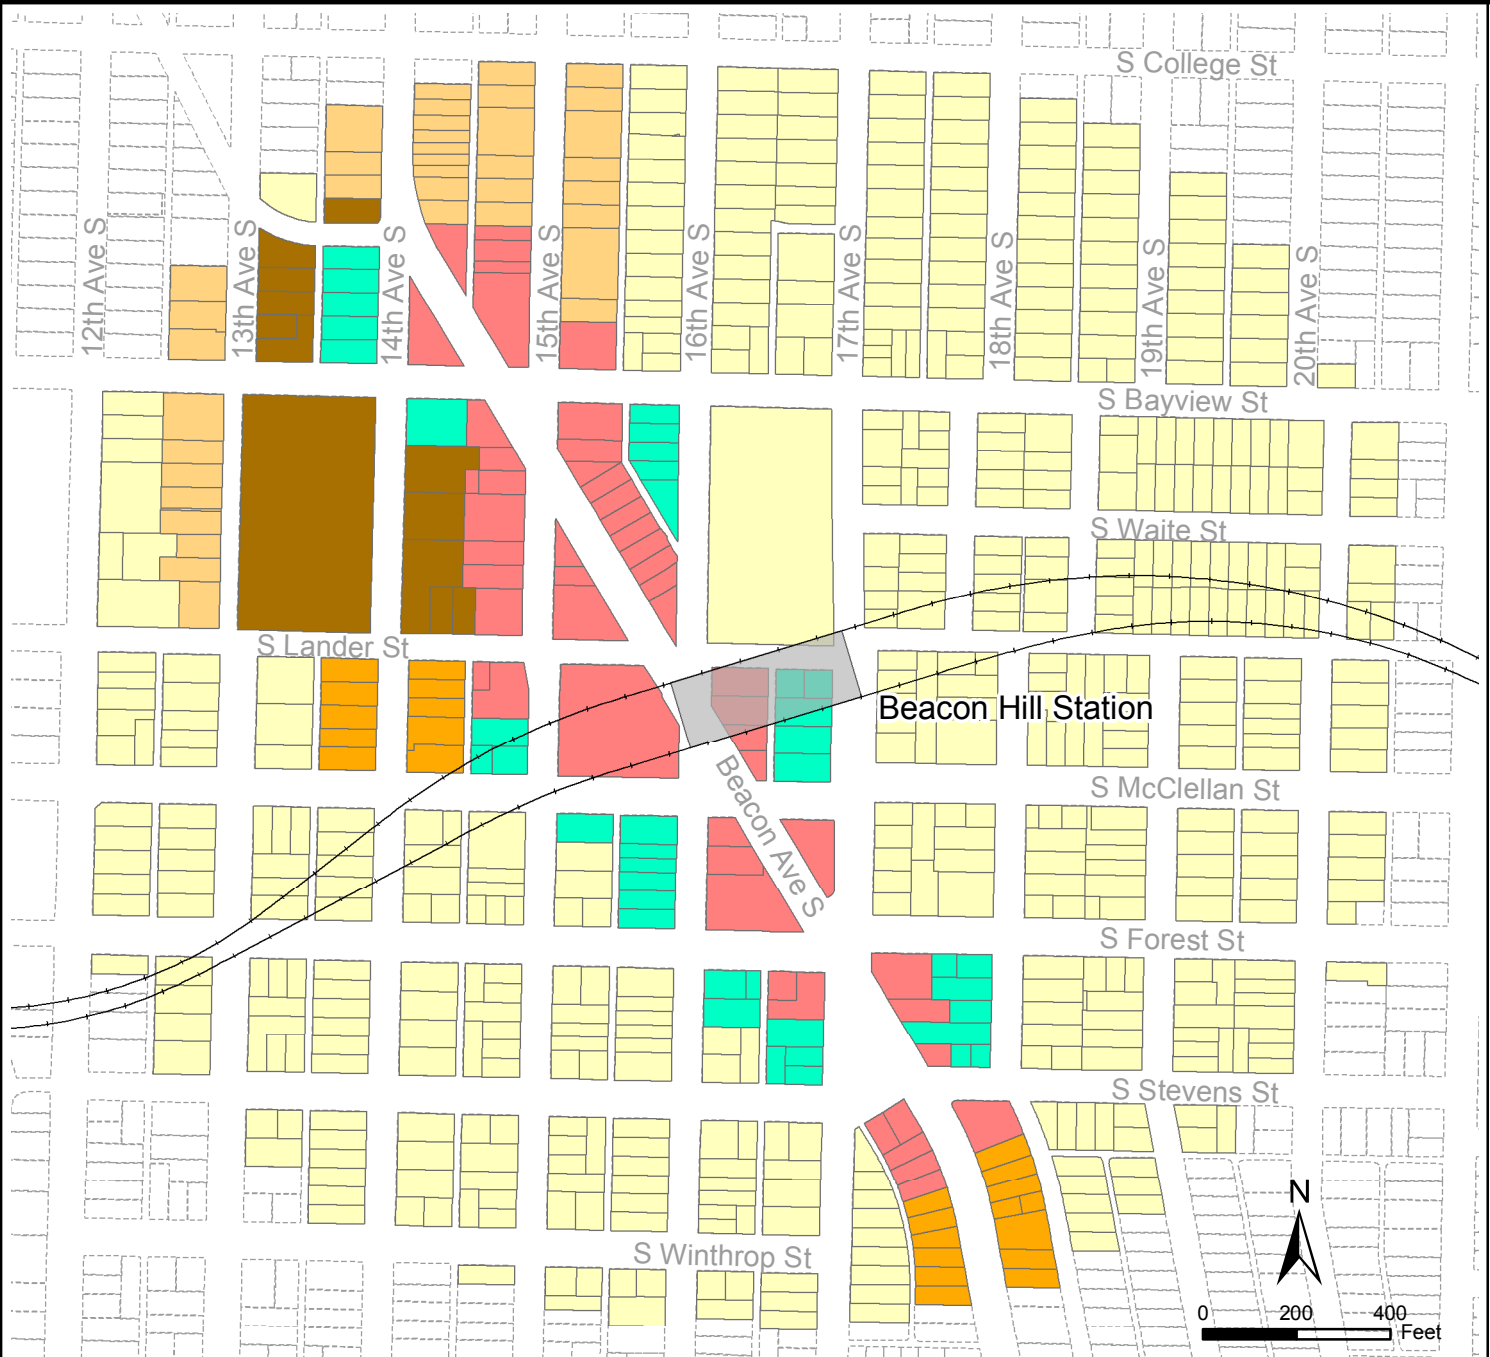 S College St
12th Ave S
13th Ave S
14th Ave S
15th Ave S
16th Ave S
17th Ave S
18th Ave S
19th Ave S
20th Ave S
S Bayview St
S Waite St
S Lander St
Beacon Hill Station
Beacon Ave S
S McClellan St
S Forest St
S Stevens St
S Winthrop St
N
0 200 400
Feet